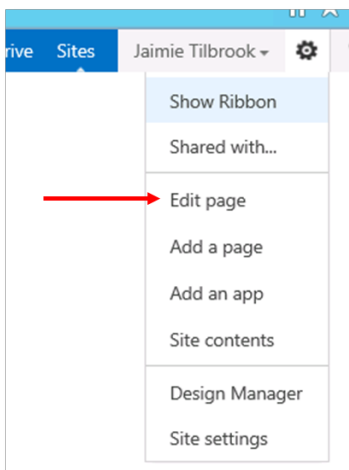 Sites Jaimie Tilbrook
Show Ribbon
Shared with...
Edit page
Add a page
Add an app
Site contents
Design Manager
Site settings